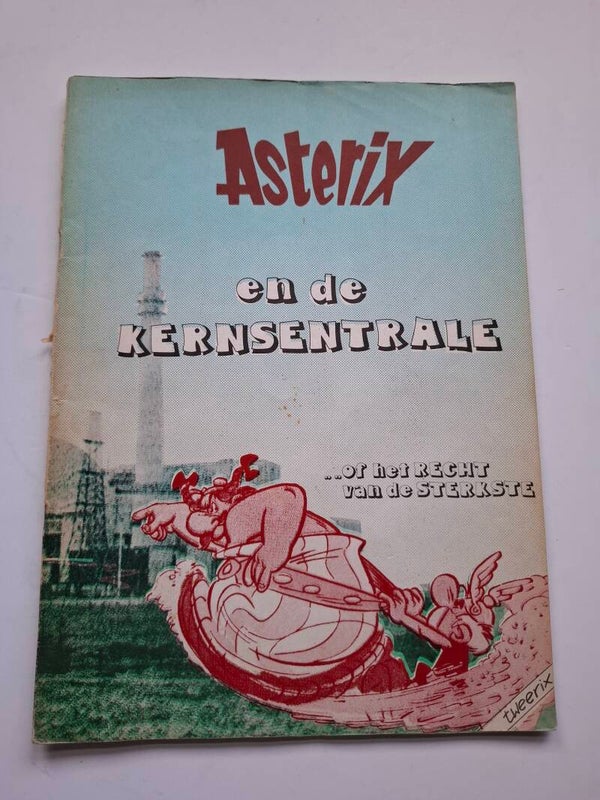 Asterix
en de
KERNSENTRALE
...of het RECHT
van de STERKSTE
tweerix